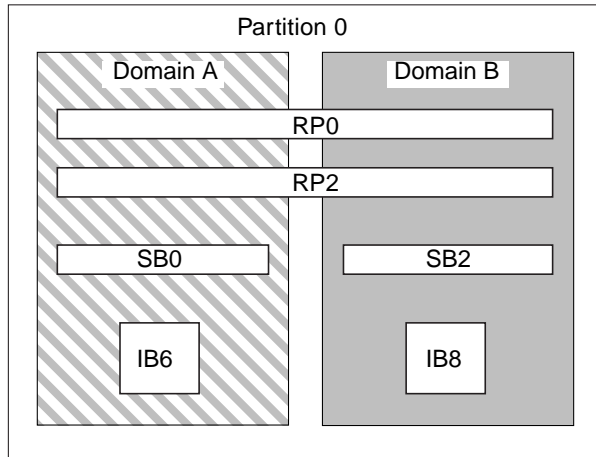 Partition 0
Domain A
Domain B
RP0
RP2
SB0
SB2
IB6
IB8